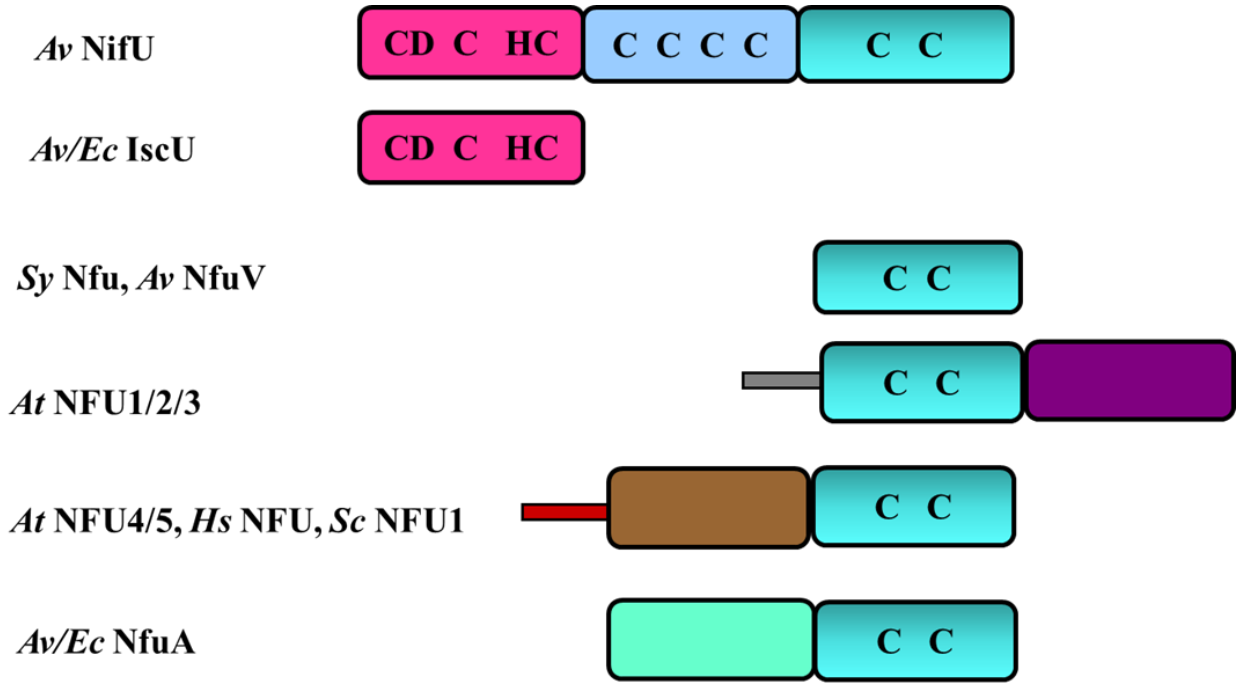 Av NifU CD C HC C C C C C C
Av/Ec IscU CD C HC
Sy Nfu, Av NfuV C C
At NFU1/2/3 C C
At NFU4/5, Hs NFU, Sc NFU1 C C
Av/Ec NfuA C C